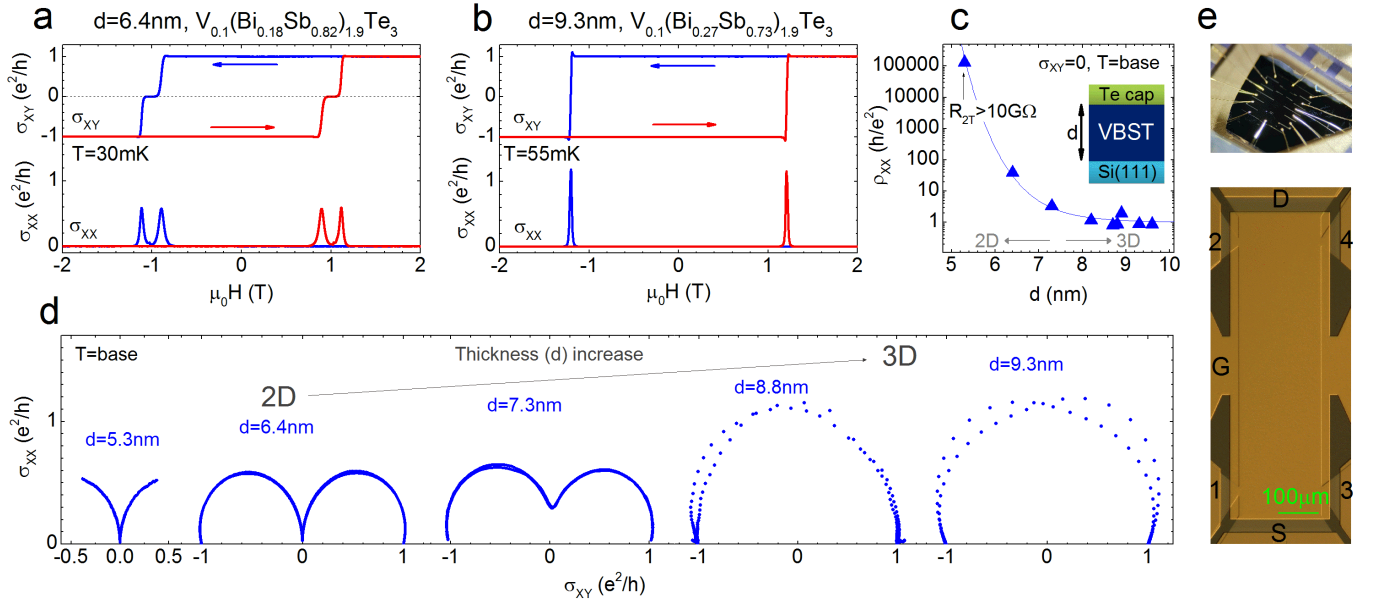 a
d=6.4nm, V0.1(Bi0.18Sb0.82)1.9Te3
σXY (e²/h)
1
0
-1
σXY
T=30mK
σXX (e²/h)
1
0
σXX
-2 -1 0 1 2
μ0H (T)
b
d=9.3nm, V0.1(Bi0.27Sb0.73)1.9Te3
σXY (e²/h)
1
0
-1
σXY
T=55mK
σXX (e²/h)
1
0
σXX
-2 -1 0 1 2
μ0H (T)
c
ρXX (h/e²)
100000
10000
1000
100
10
1
σXY=0, T=base
R2T>10GΩ
Te cap
d
VBST
Si(111)
2D
3D
5 6 7 8 9 10
d (nm)
d
T=base
Thickness (d) increase
2D
3D
d=5.3nm
d=6.4nm
d=7.3nm
d=8.8nm
d=9.3nm
σXX (e²/h)
1
0
-0.5 0.0 0.5
-1 0 1
-1 0 1
-1 0 1
-1 0 1
σXY (e²/h)
e
D
2
4
G
1
3
100μm
S